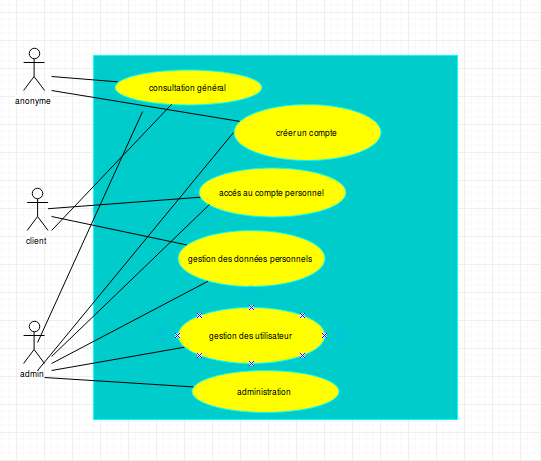 consultation général
anonyme
créer un compte
accés au compte personnel
client
gestion des données personnels
gestion des utilisateur
admin
administration